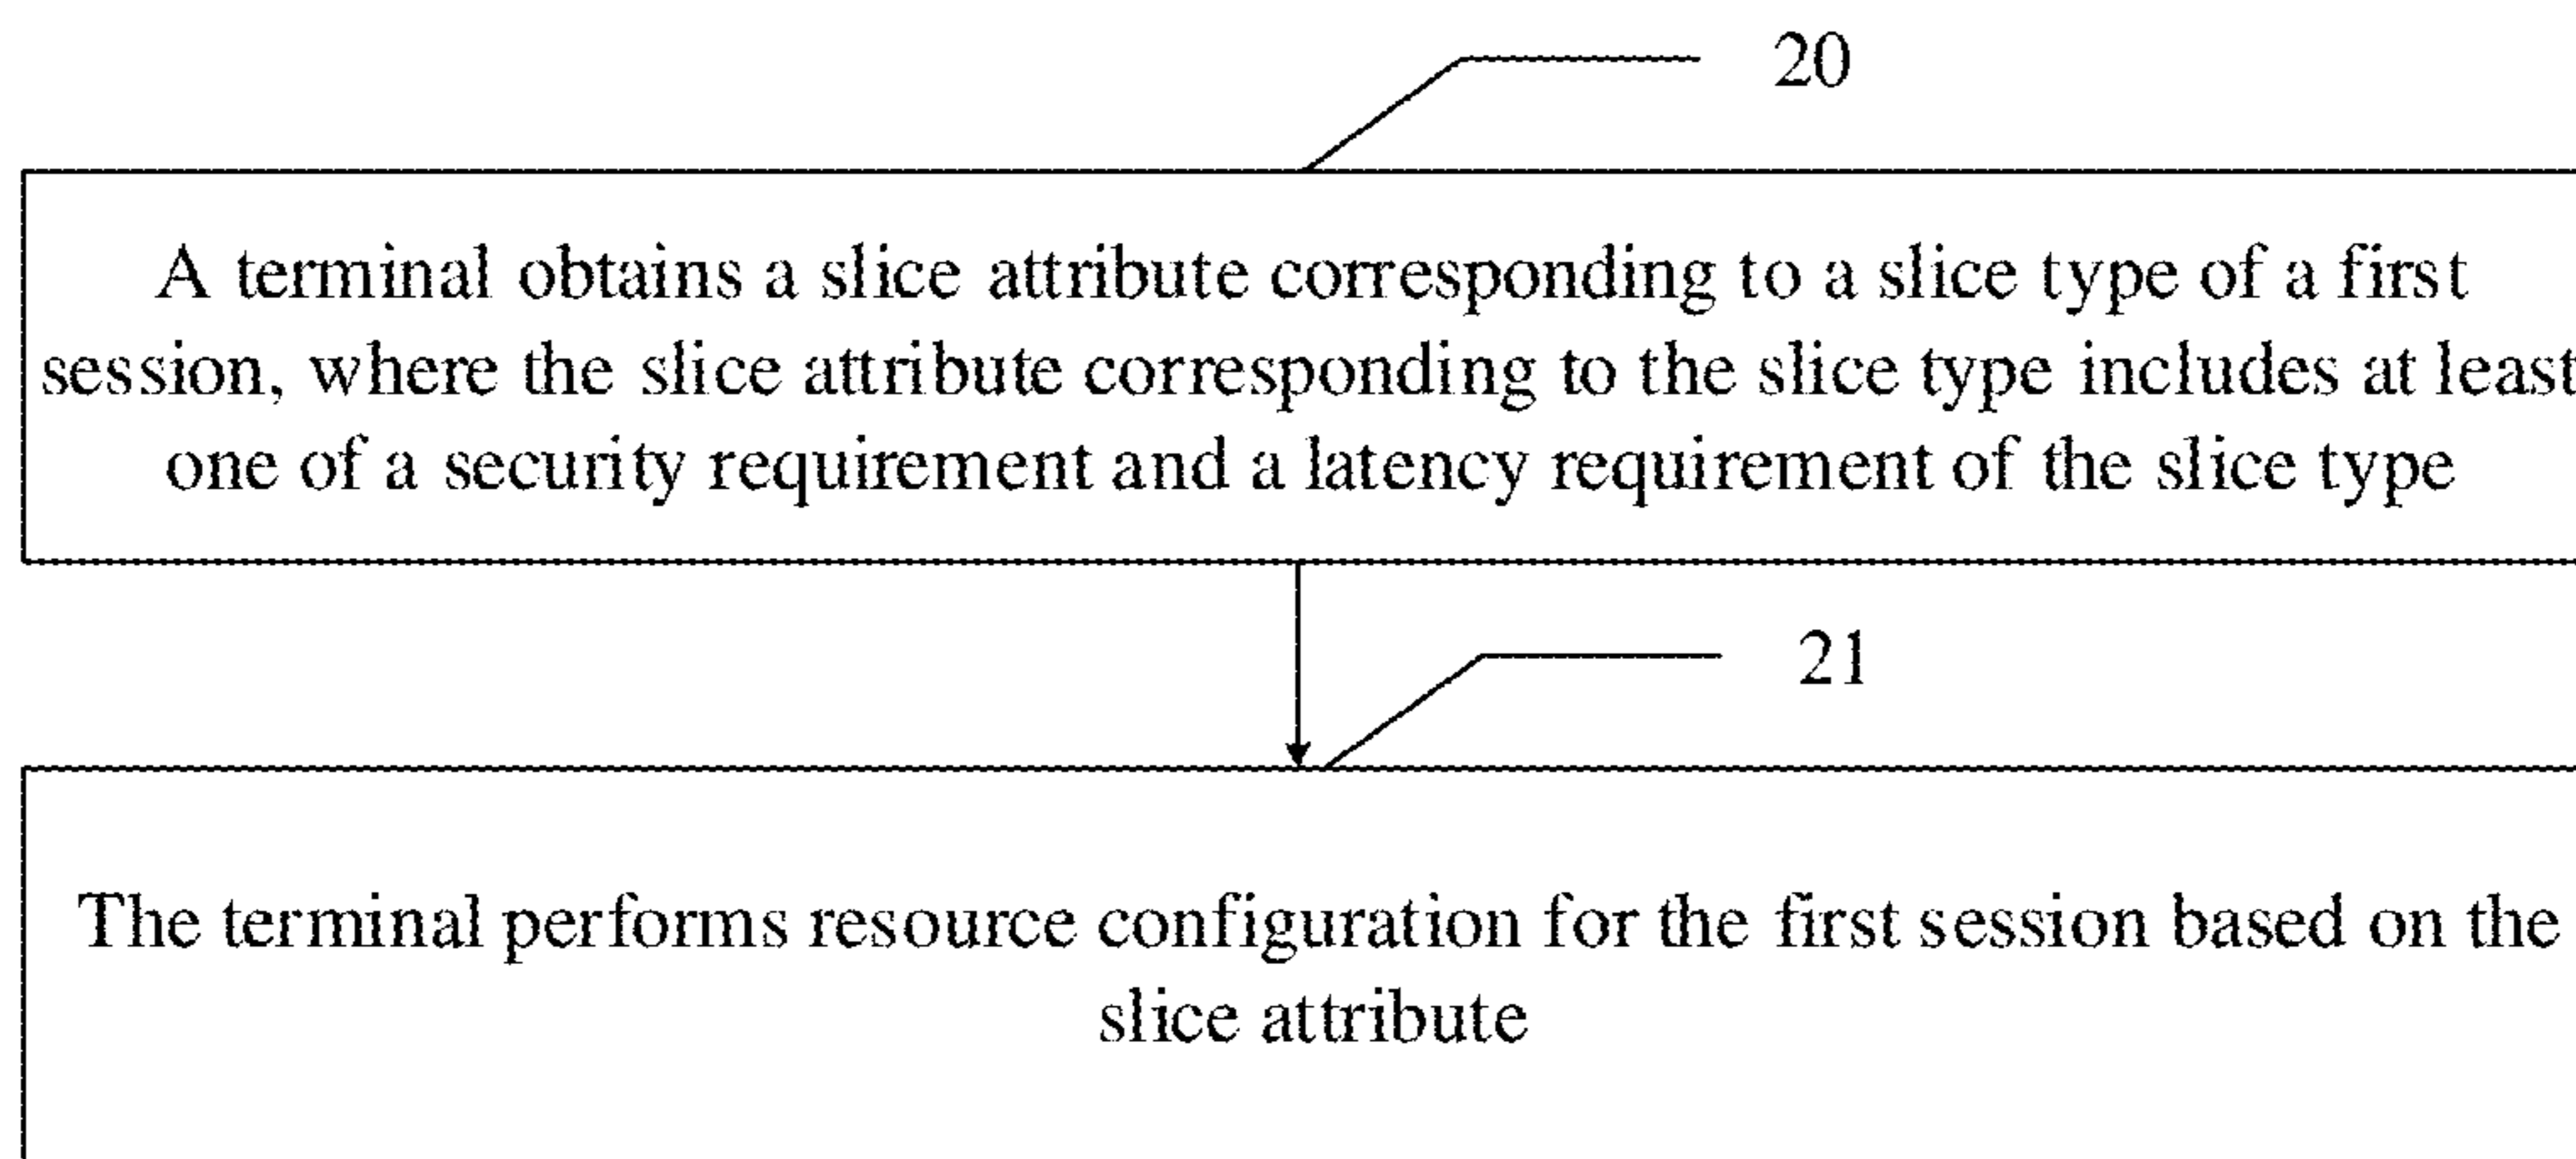 20
A terminal obtains a slice attribute corresponding to a slice type of a first
session, where the slice attribute corresponding to the slice type includes at least
one of a security requirement and a latency requirement of the slice type
21
The terminal performs resource configuration for the first session based on the
slice attribute